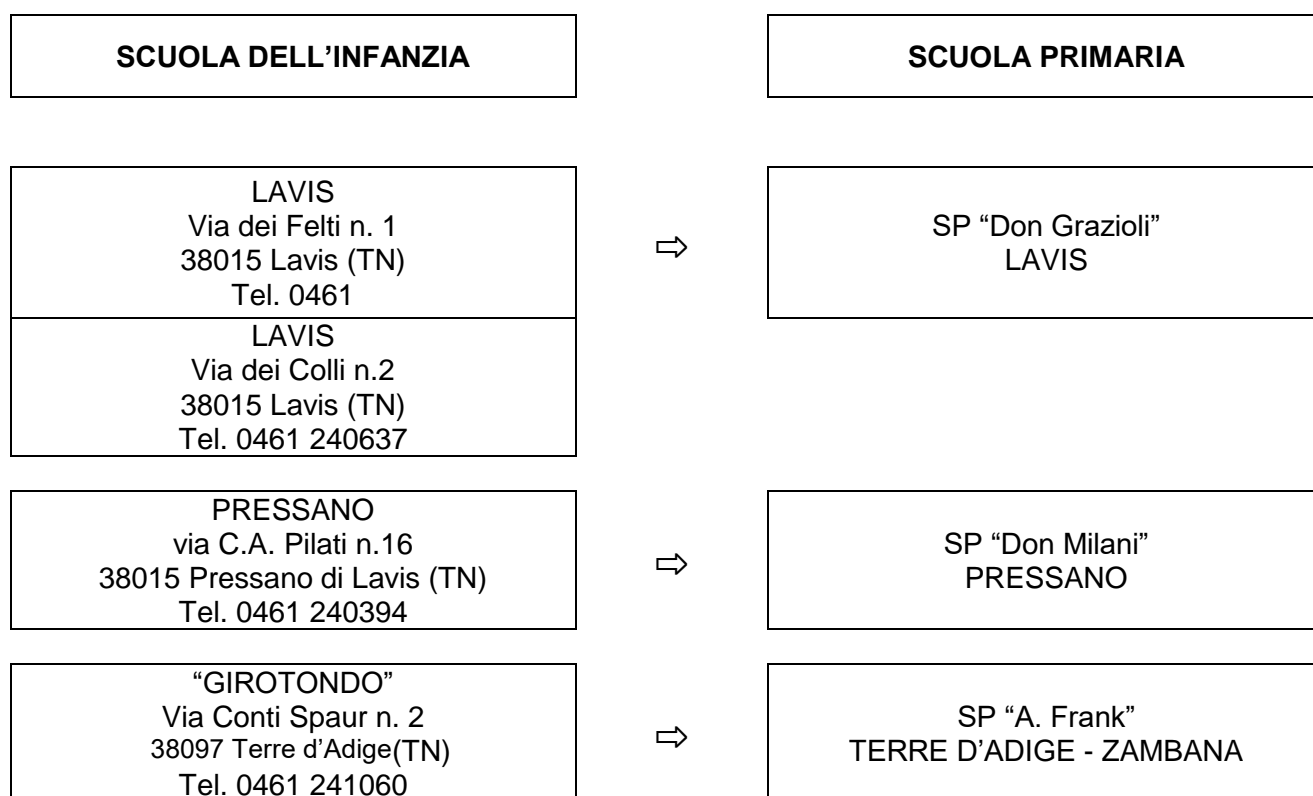 SCUOLA DELL’INFANZIA
SCUOLA PRIMARIA
LAVIS
Via dei Felti n. 1
38015 Lavis (TN)
Tel. 0461
⇨
SP “Don Grazioli”
LAVIS
LAVIS
Via dei Colli n.2
38015 Lavis (TN)
Tel. 0461 240637
PRESSANO
via C.A. Pilati n.16
38015 Pressano di Lavis (TN)
Tel. 0461 240394
⇨
SP “Don Milani”
PRESSANO
“GIROTONDO”
Via Conti Spaur n. 2
38097 Terre d’Adige(TN)
Tel. 0461 241060
⇨
SP “A. Frank”
TERRE D’ADIGE - ZAMBANA